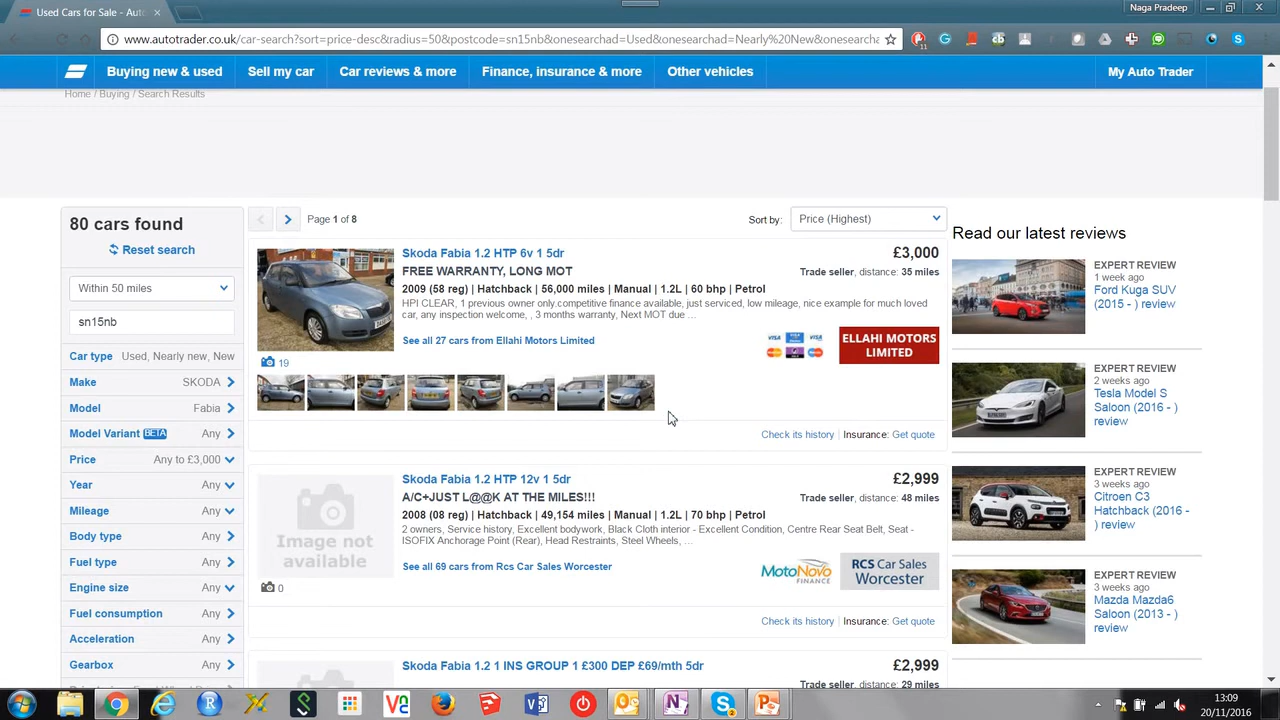 Used Cars for Sale - Aut
Naga Pradeep
www.autotrader.co.uk/car-search?sort=price-desc&radius=50&postcode=sn15nb&onesearchad=Used&onesearchad=Nearly%20New&onesearcha
Buying new & used
Sell my car
Car reviews & more
Finance, insurance & more
Other vehicles
My Auto Trader
Home / Buying / Search Results
80 cars found
Reset search
Within 50 miles
sn15nb
Car type Used, Nearly new, New
Make SKODA
Model Fabia
Model Variant BETA Any
Price Any to £3,000
Year Any
Mileage Any
Body type Any
Fuel type Any
Engine size Any
Fuel consumption Any
Acceleration Any
Gearbox Any
Page 1 of 8
Sort by: Price (Highest)
Skoda Fabia 1.2 HTP 6v 1 5dr
£3,000
FREE WARRANTY, LONG MOT
Trade seller, distance: 35 miles
2009 (58 reg) | Hatchback | 56,000 miles | Manual | 1.2L | 60 bhp | Petrol
HPI CLEAR, 1 previous owner only.competitive finance available, just serviced, low mileage, nice example for much loved
car, any inspection welcome, , 3 months warranty, Next MOT due ...
See all 27 cars from Ellahi Motors Limited
ELLAHI MOTORS
LIMITED
19
Check its history | Insurance: Get quote
Skoda Fabia 1.2 HTP 12v 1 5dr
£2,999
A/C+JUST L@@K AT THE MILES!!!
Trade seller, distance: 48 miles
2008 (08 reg) | Hatchback | 49,154 miles | Manual | 1.2L | 70 bhp | Petrol
2 owners, Service history, Excellent bodywork, Black Cloth interior - Excellent Condition, Centre Rear Seat Belt, Seat -
ISOFIX Anchorage Point (Rear), Head Restraints, Steel Wheels, ...
See all 69 cars from Rcs Car Sales Worcester
MotoNovo
FINANCE
RCS Car Sales
Worcester
Image not
available
0
Check its history | Insurance: Get quote
Skoda Fabia 1.2 1 INS GROUP 1 £300 DEP £69/mth 5dr
£2,999
Trade seller, distance: 29 miles
Read our latest reviews
EXPERT REVIEW
1 week ago
Ford Kuga SUV
(2015 - ) review
EXPERT REVIEW
2 weeks ago
Tesla Model S
Saloon (2016 - )
review
EXPERT REVIEW
3 weeks ago
Citroen C3
Hatchback (2016 -
) review
EXPERT REVIEW
3 weeks ago
Mazda Mazda6
Saloon (2013 - )
review
13:09
20/11/2016